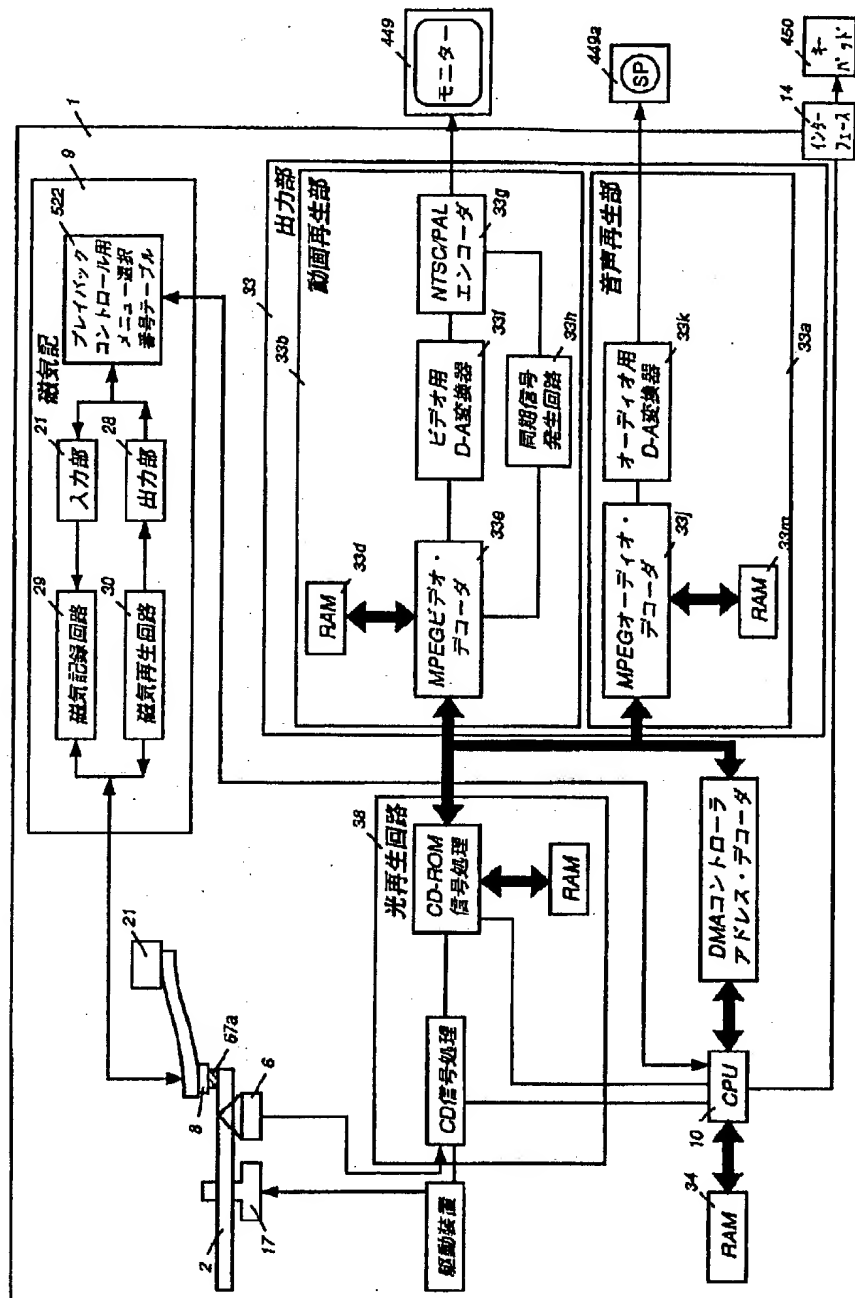 1
9
磁気記
522
プレイバック
コントロール用
メニュー選択
番号テーブル
21
入力部
28
出力部
29
磁気記録回路
30
磁気再生回路
21
67a
8
6
2
17
駆動装置
38
光再生回路
CD信号処理
CD-ROM
信号処理
RAM
33
出力部
33b
動画再生部
33d
RAM
33e
MPEGビデオ・
デコーダ
33f
ビデオ用
D-A変換器
33g
NTSC/PAL
エンコーダ
33h
同期信号
発生回路
449
モニター
33a
音声再生部
33j
MPEGオーディオ・
デコーダ
33k
オーディオ用
D-A変換器
33m
RAM
449a
SP
34
RAM
10
CPU
DMAコントローラ
アドレス・デコーダ
14
インター
フェース
450
キー
パッド